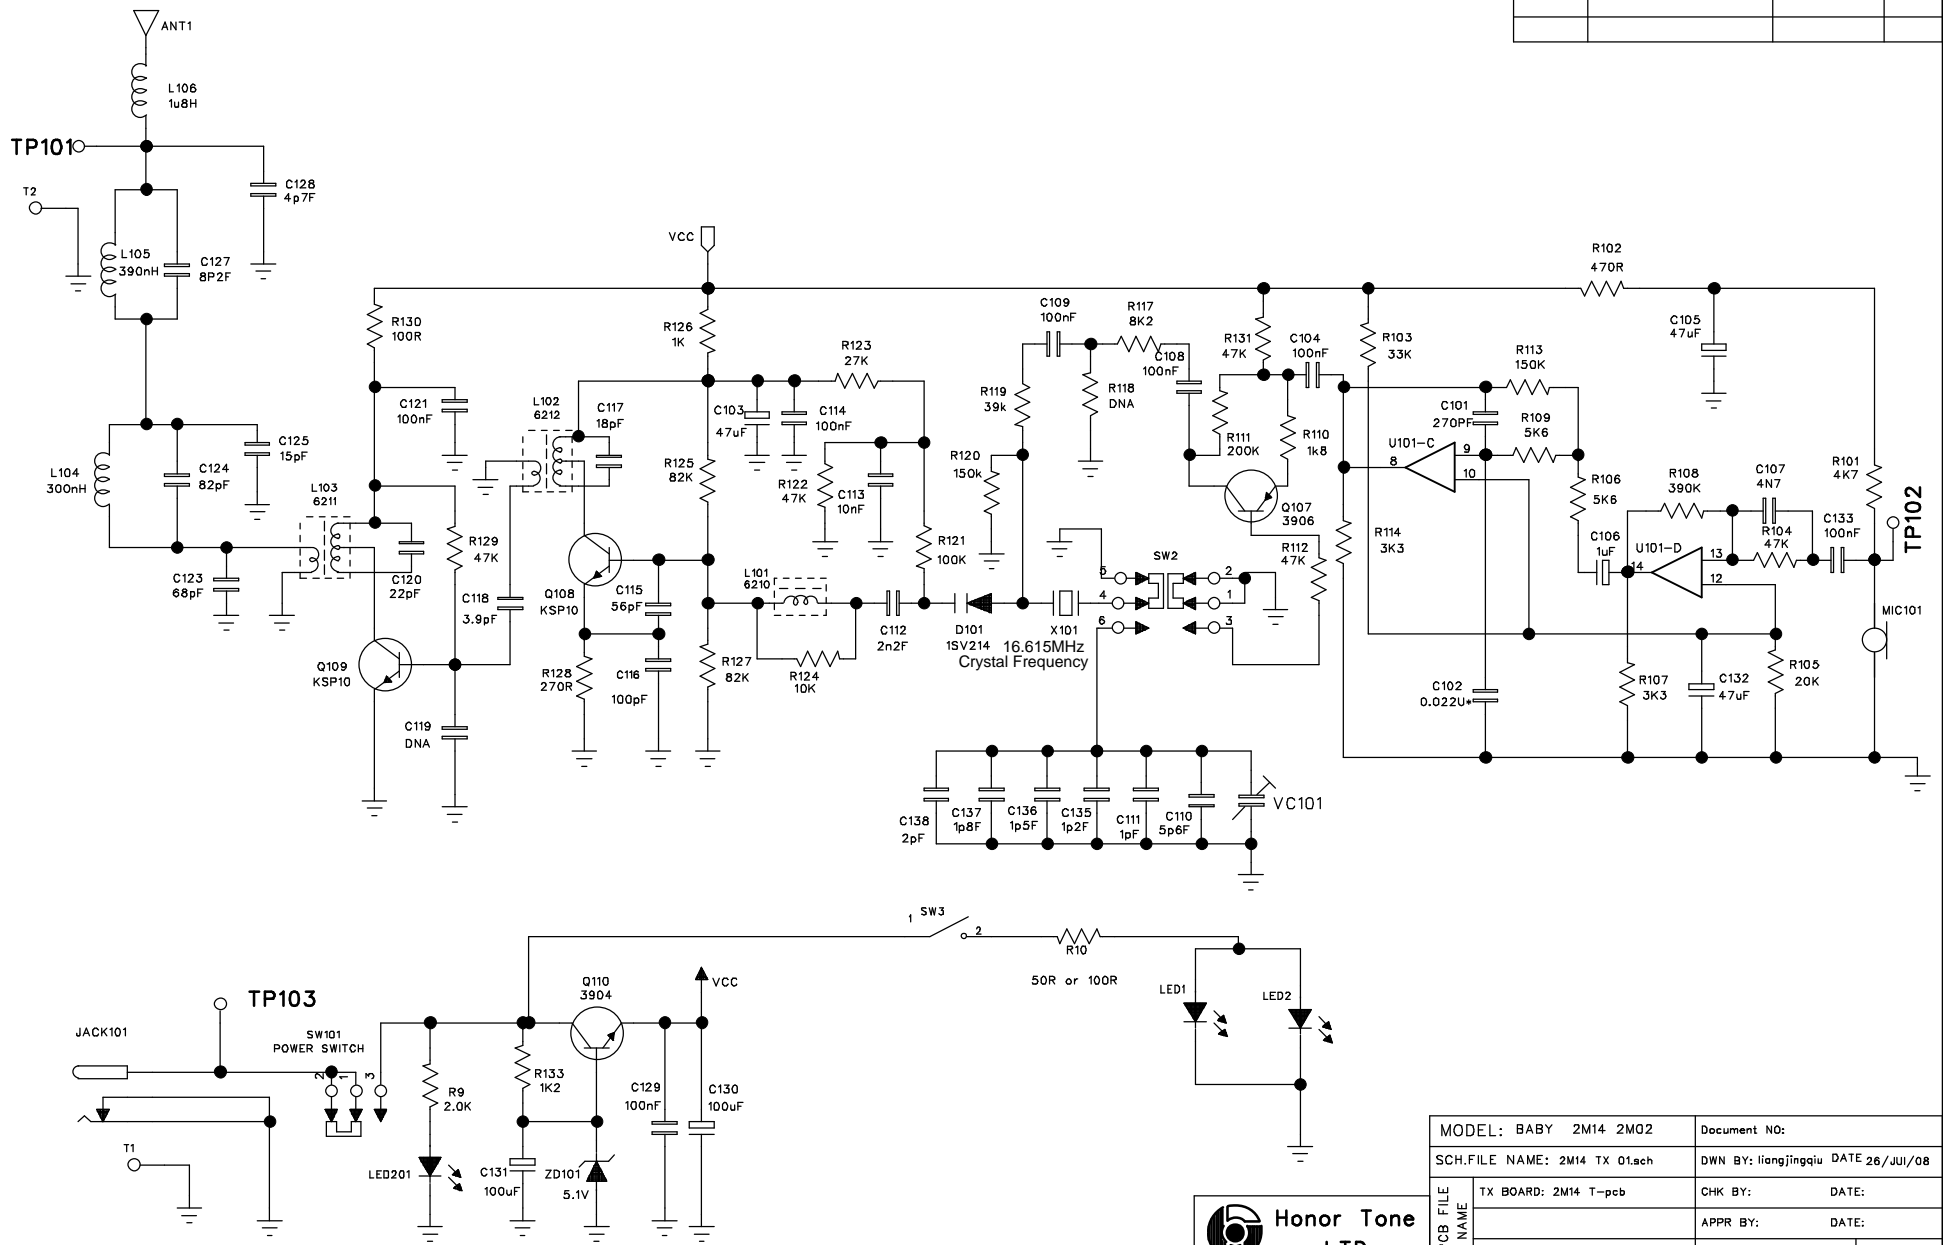 ANT1
L106
1u8H
TP101
T2
C128
4p7F
L105
390nH
C127
8P2F
VCC
R102
470R
R130
100R
R126
1K
R123
27K
C109
100nF
R117
8K2
C108
100nF
R131
47K
C104
100nF
R103
33K
C105
47uF
R113
150K
C121
100nF
L102
6212
C117
18pF
C103
47uF
C114
100nF
R119
39k
R118
DNA
R111
200K
R110
1k8
C101
270PF
R109
5K6
U101-C
8
9
10
L104
300nH
C124
82pF
C125
15pF
L103
6211
R125
82K
R122
47K
C113
10nF
R120
150k
Q107
3906
R106
5K6
R108
390K
C107
4N7
R101
4K7
TP102
R129
47K
C120
22pF
R121
100K
SW2
R112
47K
R114
3K3
C106
1uF
U101-D
14
13
12
R104
47K
C133
100nF
C123
68pF
C118
3.9pF
Q108
KSP10
C115
56pF
L101
6210
C112
2n2F
D101
1SV214
X101
16.615MHz
Crystal Frequency
5
4
6
2
1
3
MIC101
Q109
KSP10
R128
270R
C116
100pF
R127
82K
R124
10K
C119
DNA
C102
0.022U*
R107
3K3
C132
47uF
R105
20K
C138
2pF
C137
1p8F
C136
1p5F
C135
1p2F
C111
1pF
C110
5p6F
VC101
1 SW3
2
R10
50R or 100R
LED1
LED2
TP103
JACK101
SW101
POWER SWITCH
2
1
3
Q110
3904
VCC
R9
2.0K
R133
1K2
C129
100nF
C130
100uF
T1
LED201
C131
100uF
ZD101
5.1V
MODEL: BABY 2M14 2M02
Document NO:
SCH.FILE NAME: 2M14 TX 01.sch
DWN BY: liangjingqiu DATE 26/JUl/08
PCB FILE
NAME
TX BOARD: 2M14 T-pcb
CHK BY: DATE:
APPR BY: DATE:
Honor Tone
LTD